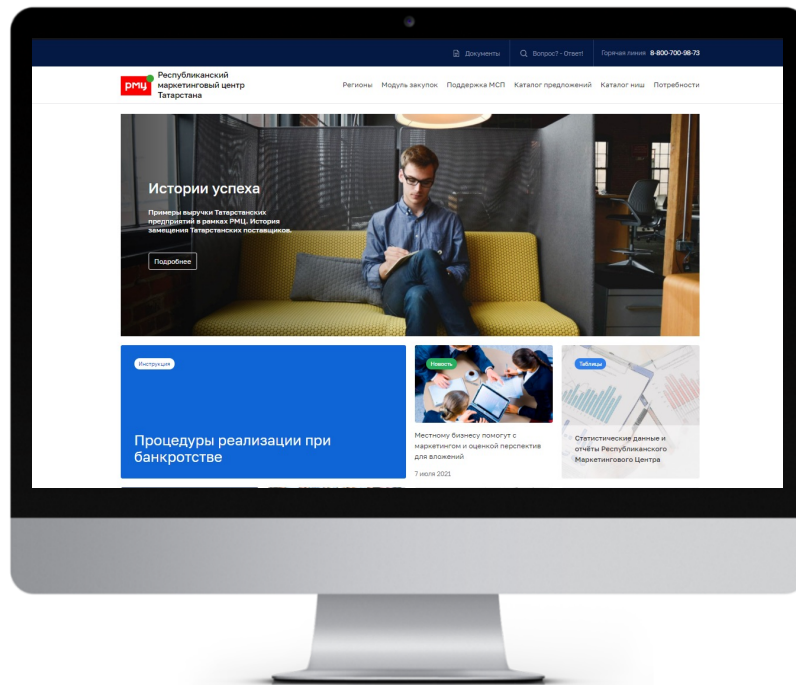 Документы
Вопрос? - Ответ!
Горячая линия 8-800-700-98-73
рмц
Республиканский
маркетинговый центр
Татарстана
Регионы Модуль закупок Поддержка МСП Каталог предложений Каталог ниш Потребности
Истории успеха
Примеры выручки Татарстанских
предприятий в рамках РМЦ. История
замещения Татарстанских поставщиков.
Подробнее
Инструкция
Процедуры реализации при
банкротстве
Новость
Местному бизнесу помогут с
маркетингом и оценкой перспектив
для вложений
7 июля 2021
Таблицы
Статистические данные и
отчёты Республиканского
Маркетингового Центра